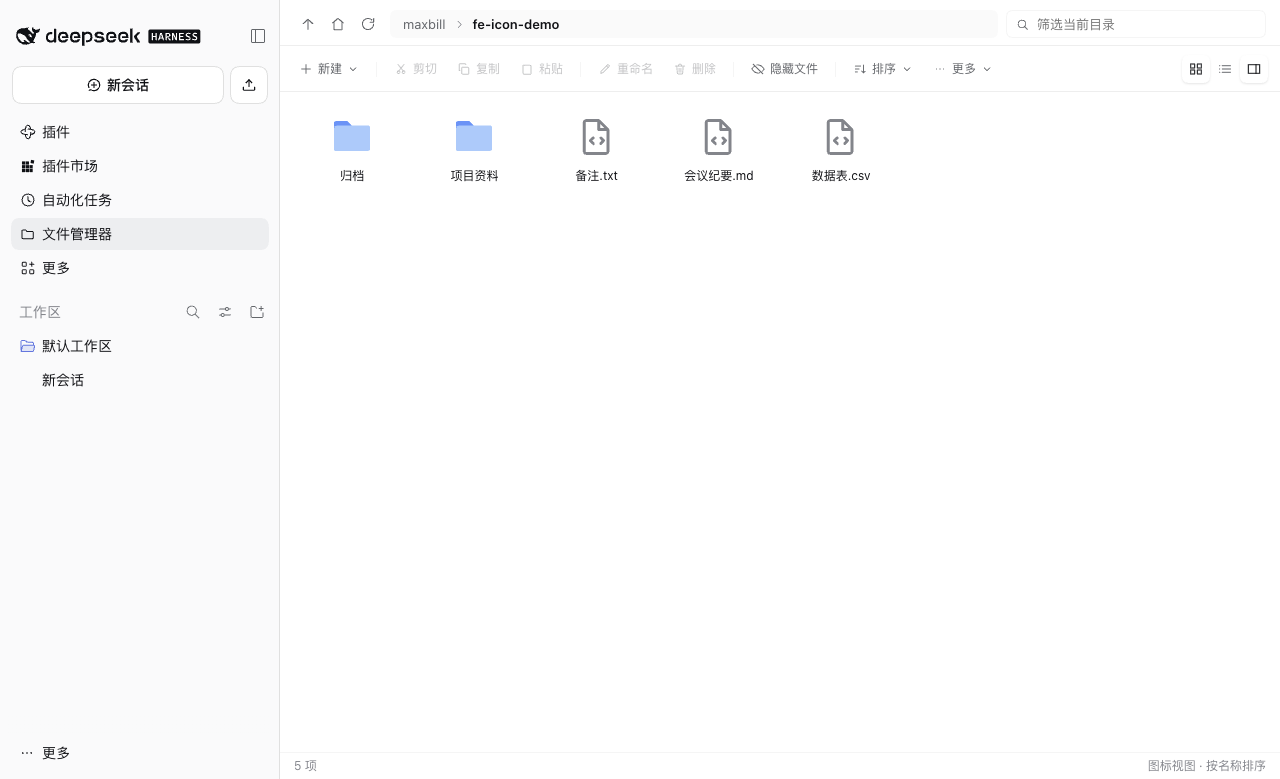 deepseek HARNESS
新会话
插件
插件市场
自动化任务
文件管理器
更多
工作区
默认工作区
新会话
更多
maxbill fe-icon-demo
筛选当前目录
新建 剪切 复制 粘贴 重命名 删除 隐藏文件 排序 更多
归档
项目资料
备注.txt
会议纪要.md
数据表.csv
5 项
图标视图 · 按名称排序